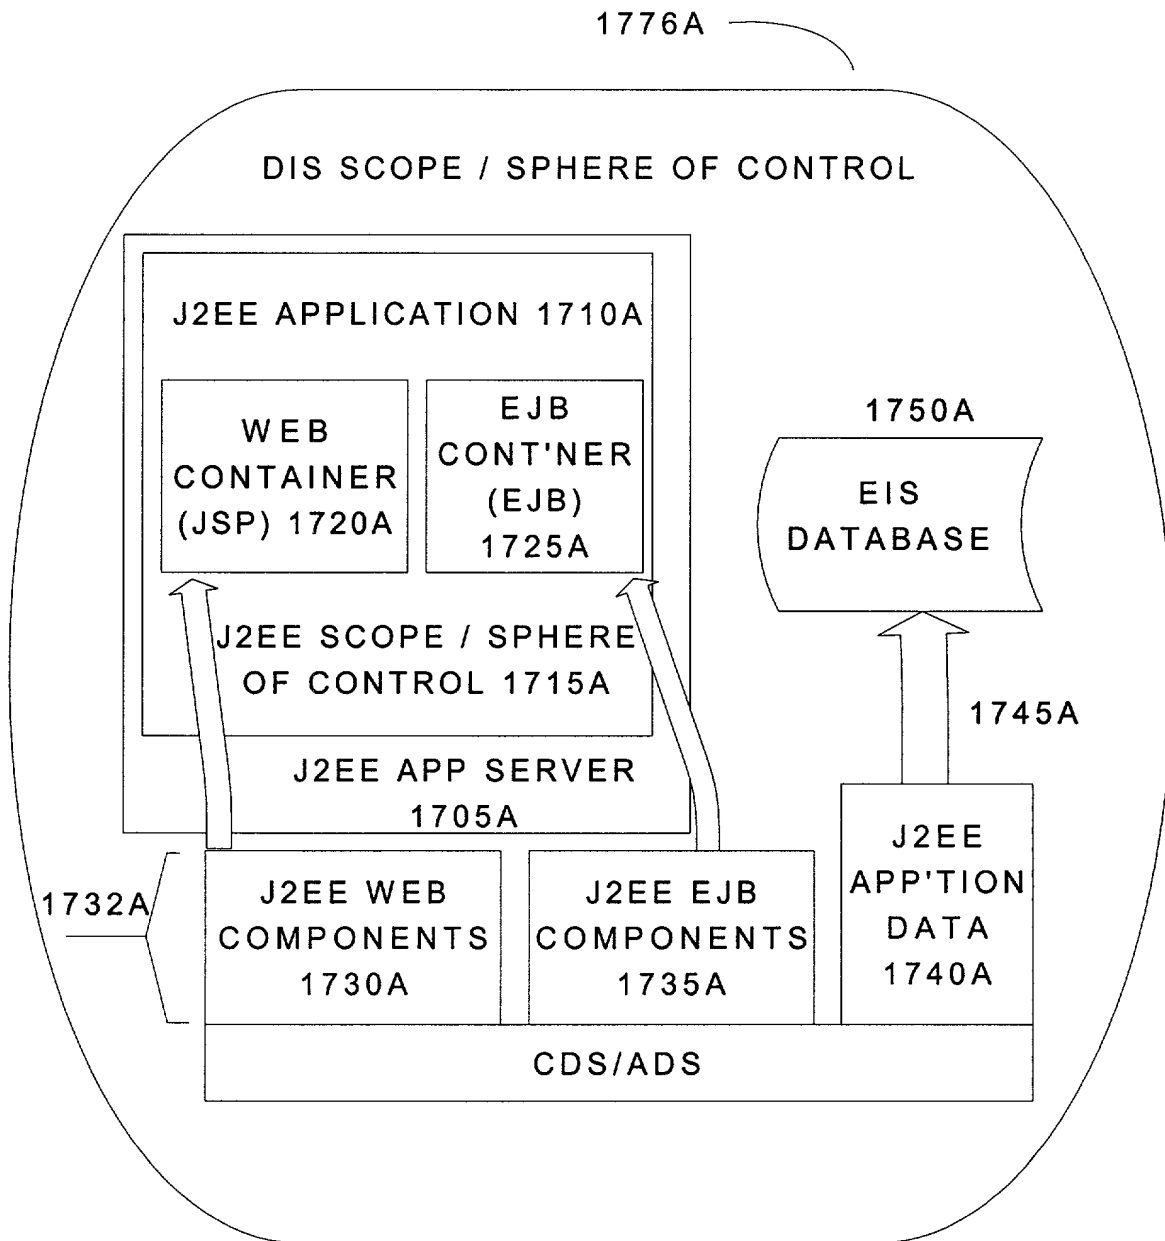 1776A
DIS SCOPE / SPHERE OF CONTROL
J2EE APPLICATION 1710A
WEB
CONTAINER
(JSP) 1720A
EJB
CONT'NER
(EJB)
1725A
1750A
EIS
DATABASE
J2EE SCOPE / SPHERE
OF CONTROL 1715A
1745A
J2EE APP SERVER
1705A
1732A
J2EE WEB
COMPONENTS
1730A
J2EE EJB
COMPONENTS
1735A
J2EE
APP'TION
DATA
1740A
CDS/ADS